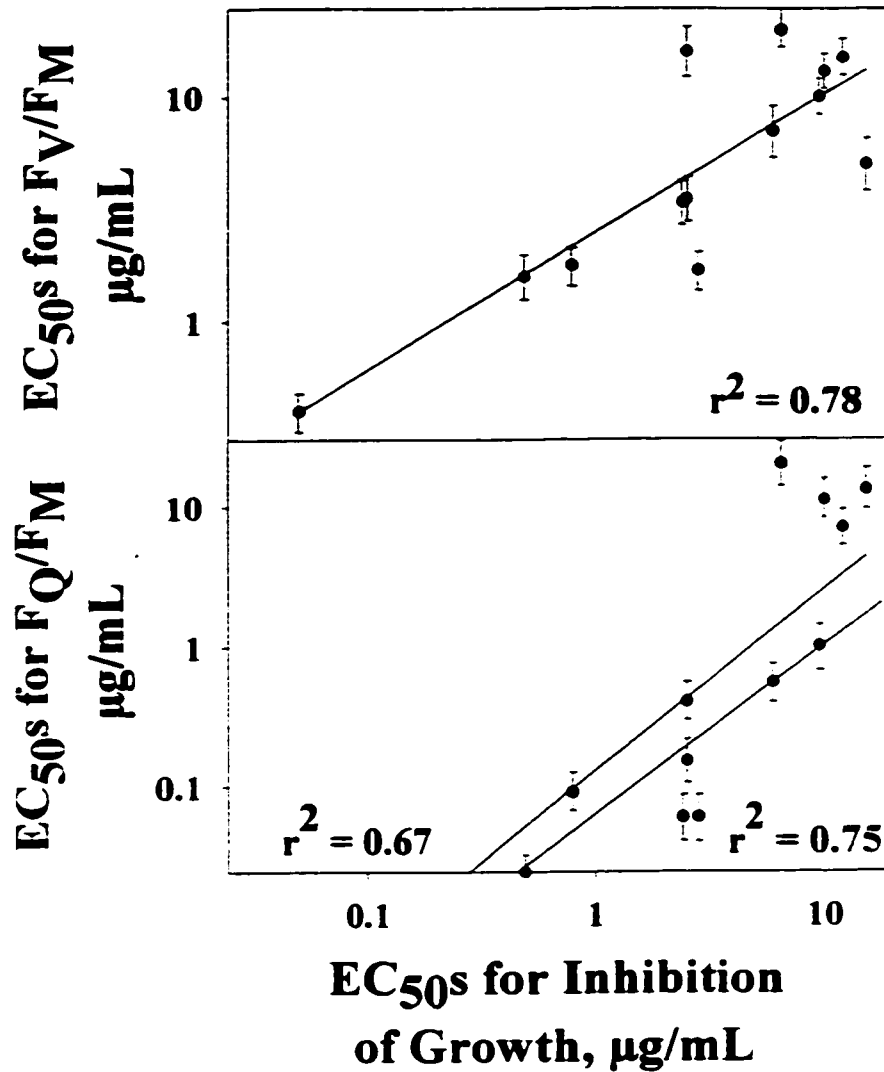 EC50s for FV/FM
µg/mL
10
1
r2 = 0.78
EC50s for FQ/FM
µg/mL
10
1
0.1
r2 = 0.67
r2 = 0.75
0.1 1 10
EC50s for Inhibition
of Growth, µg/mL